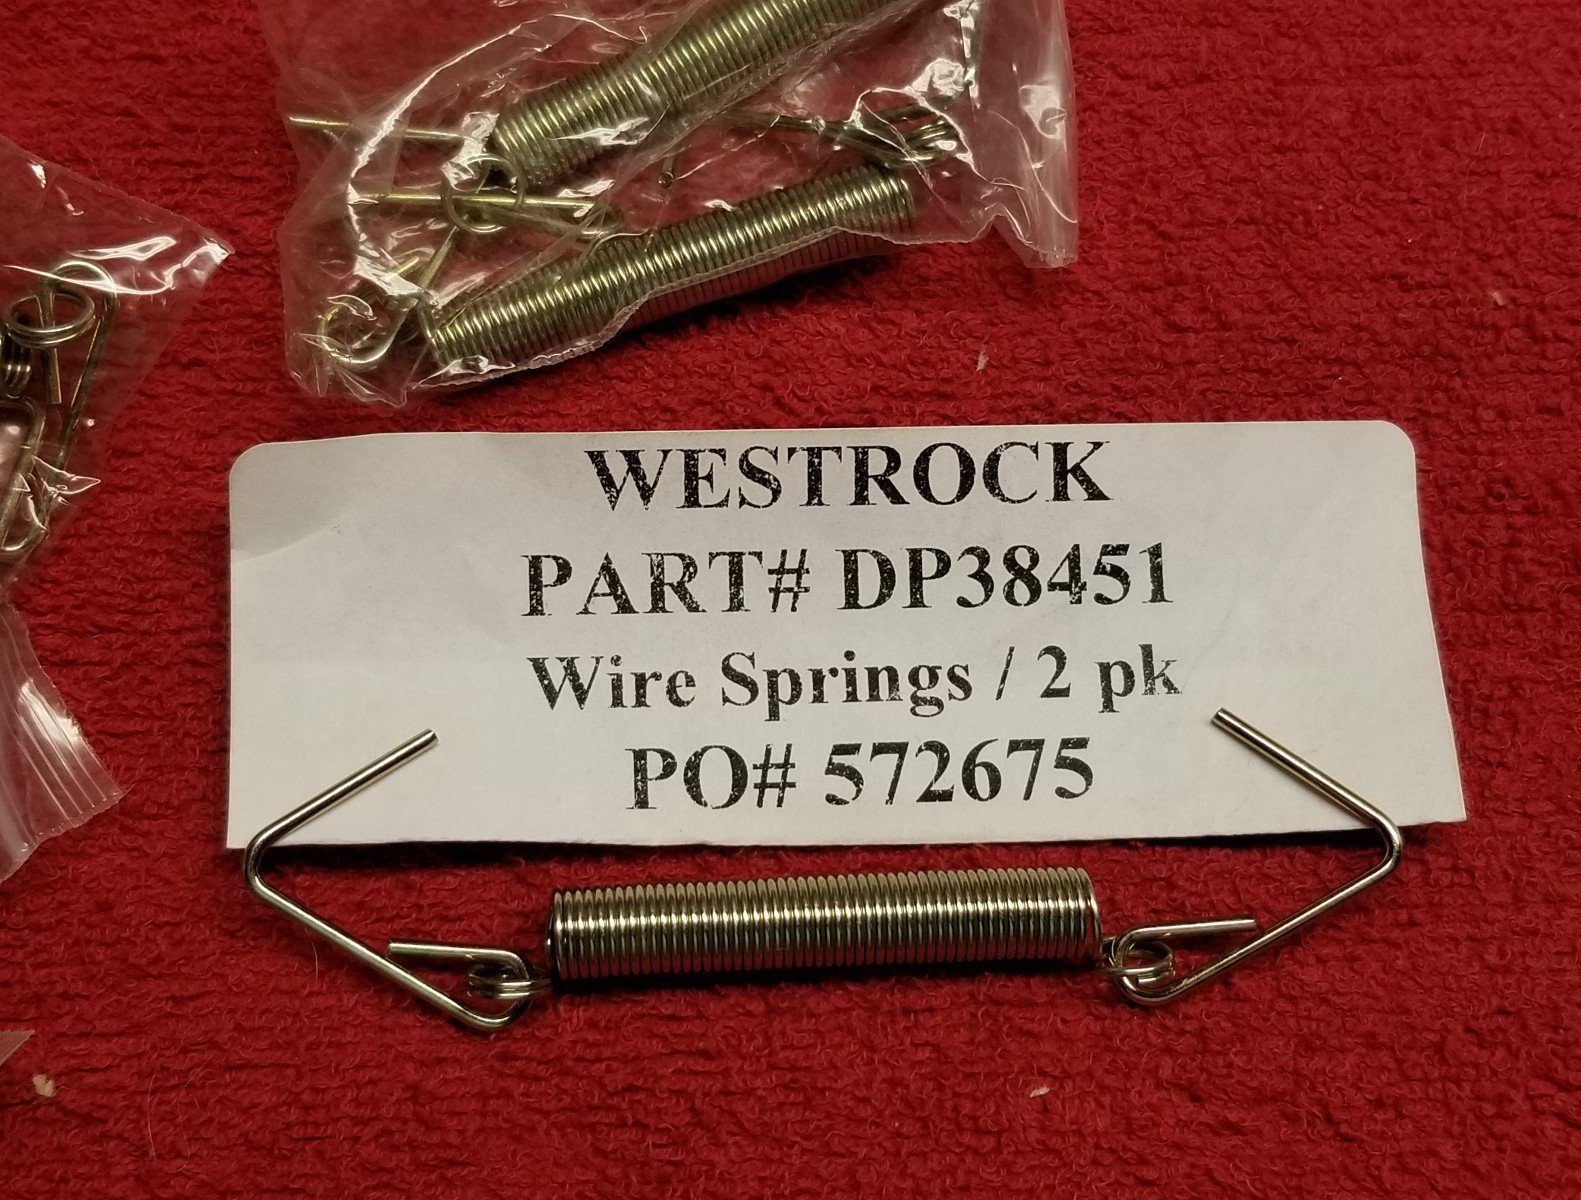 WESTROCK
PART# DP38451
Wire Springs / 2 pk
PO# 572675